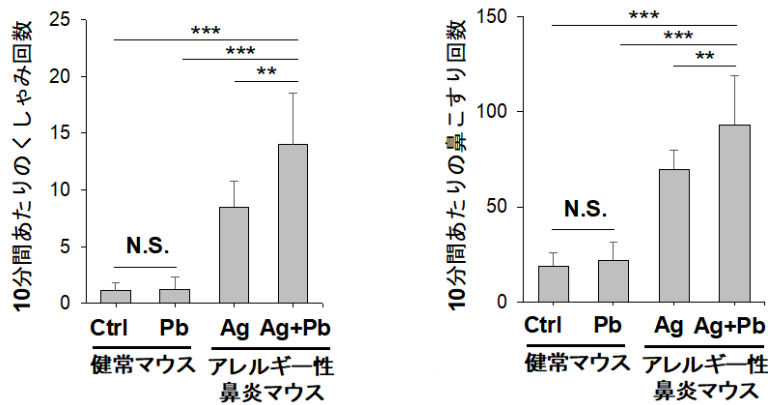 10分間あたりのくしゃみ回数
25
20
15
10
5
0
***
***
**
N.S.
Ctrl Pb Ag Ag+Pb
健常マウス アレルギー性
鼻炎マウス
10分間あたりの鼻こすり回数
150
100
50
0
***
***
**
N.S.
Ctrl Pb Ag Ag+Pb
健常マウス アレルギー性
鼻炎マウス